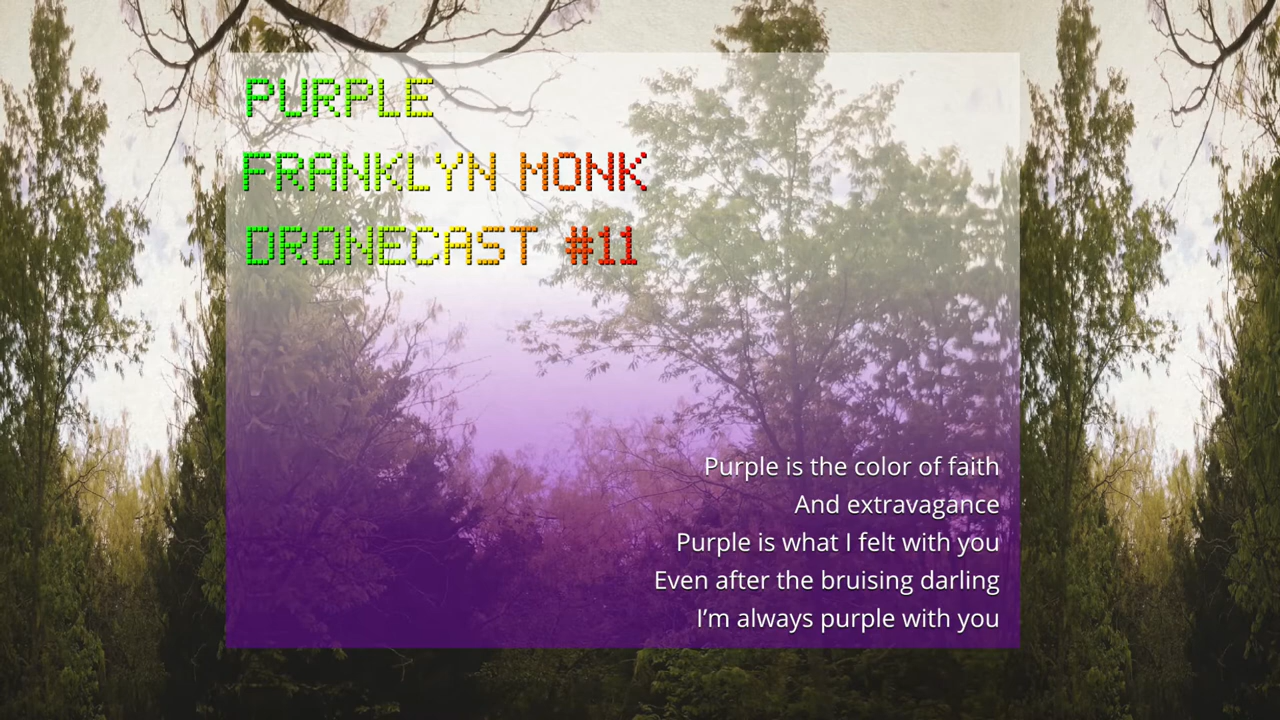 PURPLE
FRANKLYN MONK
DRONECAST #11
Purple is the color of faith
And extravagance
Purple is what I felt with you
Even after the bruising darling
I’m always purple with you